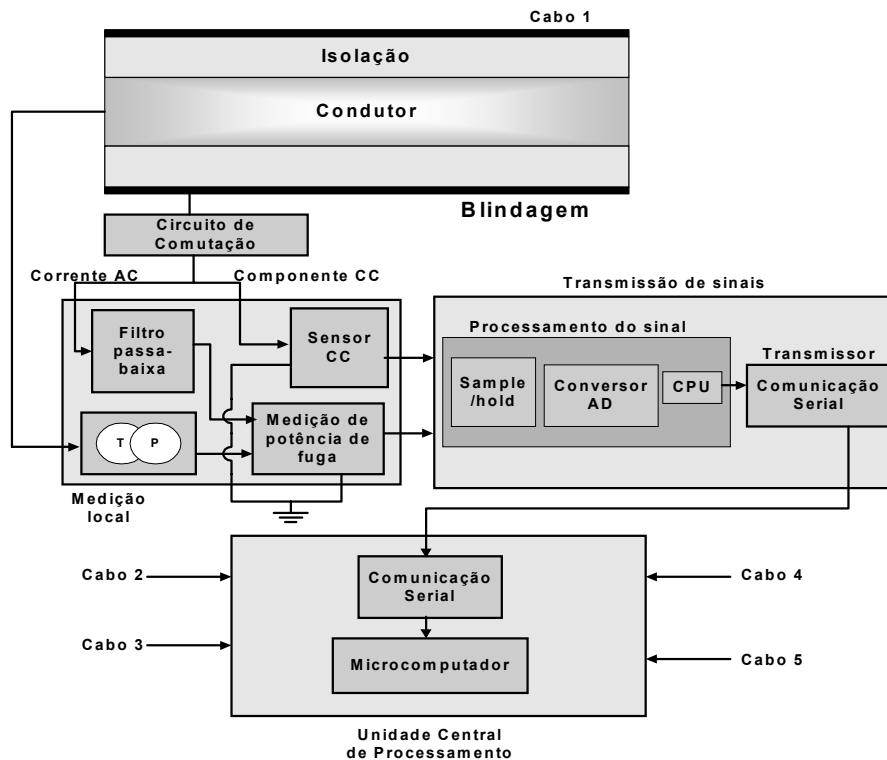 Cabo 1
Isolação
Condutor
Blindagem
Circuito de
Comutação
Corrente AC
Componente CC
Filtro
passa-
baixa
Sensor
CC
T
P
Medição de
potência de
fuga
Medição
local
Transmissão de sinais
Processamento do sinal
Sample
/hold
Conversor
AD
CPU
Transmissor
Comunicação
Serial
Cabo 2
Cabo 3
Comunicação
Serial
Microcomputador
Cabo 4
Cabo 5
Unidade Central
de Processamento